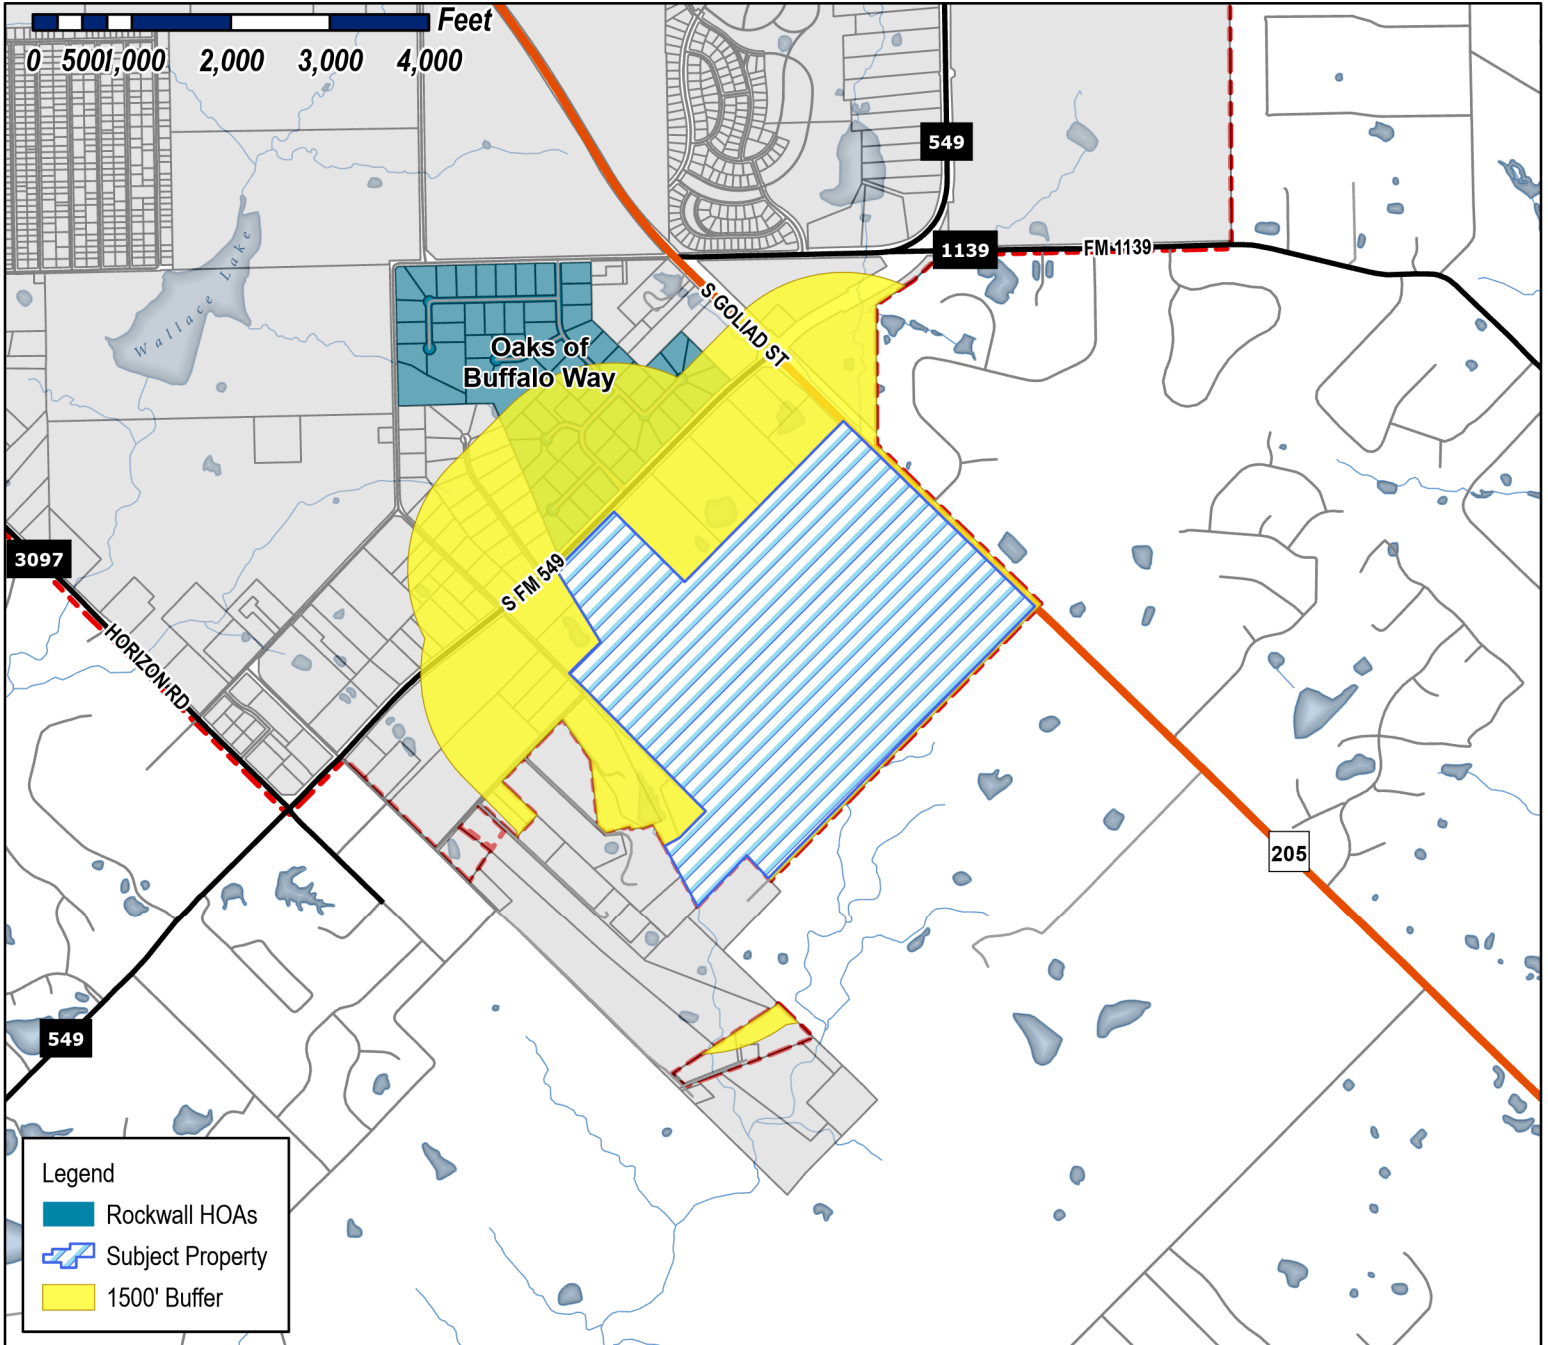 Feet
0 500 1,000 2,000 3,000 4,000
549
1139
FM 1139
Wallace Lake
S GOLIAD ST
Oaks of
Buffalo Way
3097
S FM 549
HORIZON RD
205
549
Legend
Rockwall HOAs
Subject Property
1500' Buffer